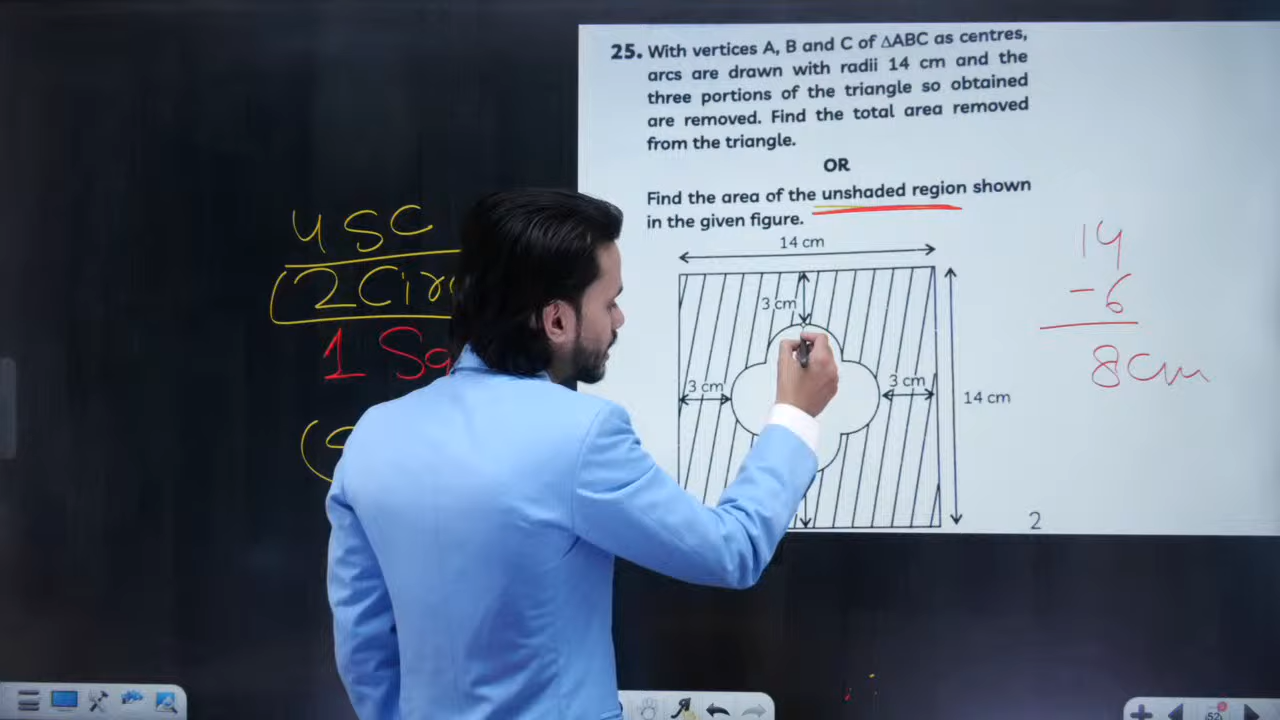 25. With vertices A, B and C of ΔABC as centres,
arcs are drawn with radii 14 cm and the
three portions of the triangle so obtained
are removed. Find the total area removed
from the triangle.
OR
Find the area of the unshaded region shown
in the given figure.
14 cm
3 cm
3 cm
3 cm
14 cm
2
4 SC
2
1
14
- 6
8cm